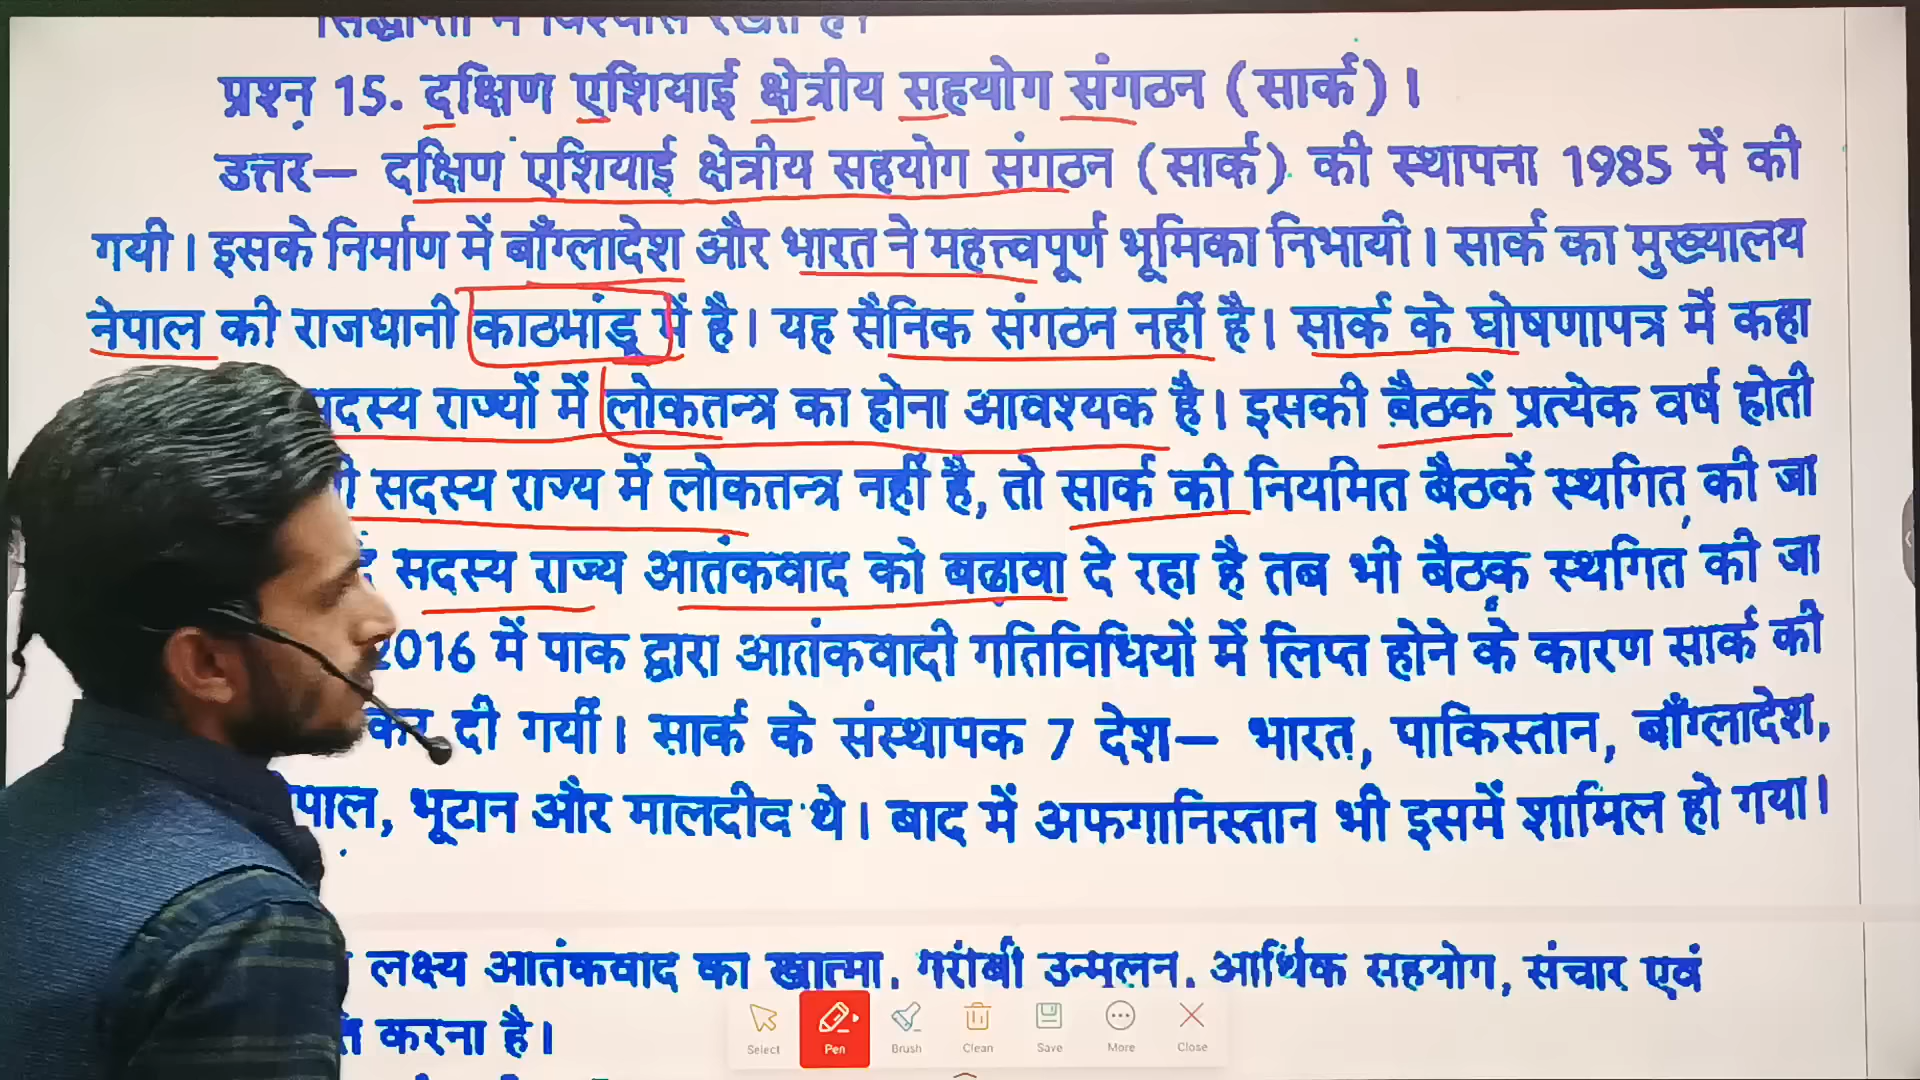 प्रश्न 15. दक्षिण एशियाई क्षेत्रीय सहयोग संगठन (सार्क)।
उत्तर– दक्षिण एशियाई क्षेत्रीय सहयोग संगठन (सार्क) की स्थापना 1985 में की
गयी। इसके निर्माण में बाँग्लादेश और भारत ने महत्त्वपूर्ण भूमिका निभायी। सार्क का मुख्यालय
नेपाल की राजधानी काठमांडू में है। यह सैनिक संगठन नहीं है। सार्क के घोषणापत्र में कहा
सदस्य राज्यों में लोकतन्त्र का होना आवश्यक है। इसकी बैठकें प्रत्येक वर्ष होती
सदस्य राज्य में लोकतन्त्र नहीं है, तो सार्क की नियमित बैठकें स्थगित की जा
सदस्य राज्य आतंकवाद को बढ़ावा दे रहा है तब भी बैठक स्थगित की जा
2016 में पाक द्वारा आतंकवादी गतिविधियों में लिप्त होने के कारण सार्क की
कर दी गयीं। सार्क के संस्थापक 7 देश– भारत, पाकिस्तान, बाँग्लादेश,
पाल, भूटान और मालदीव थे। बाद में अफगानिस्तान भी इसमें शामिल हो गया।
लक्ष्य आतंकवाद का खात्मा, गरीबी उन्मूलन, आर्थिक सहयोग, संचार एवं
करना है।
Select Pen Brush Clean Save More Close